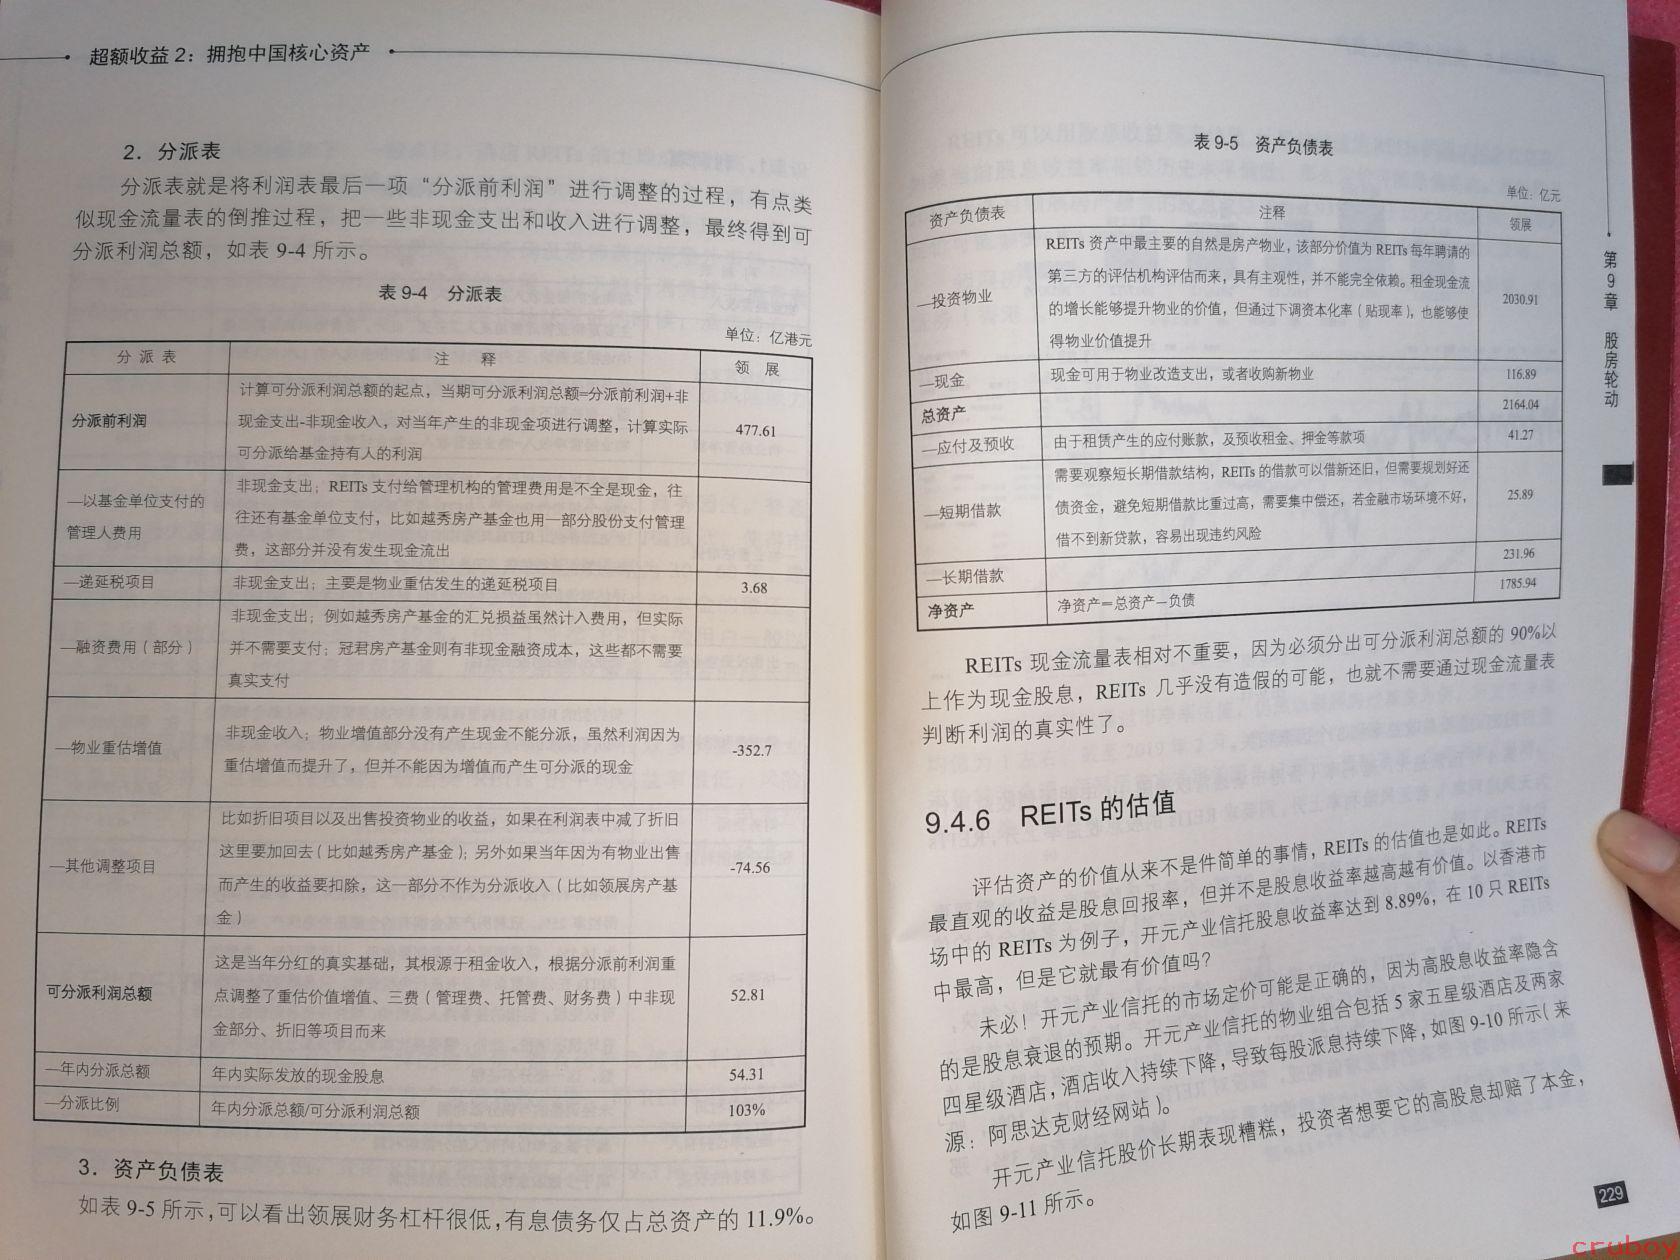 超额收益2：拥抱中国核心资产
2．分派表
分派表就是将利润表最后一项“分派前利润”进行调整的过程，有点类
似现金流量表的倒推过程，把一些非现金支出和收入进行调整，最终得到可
分派利润总额，如表 9-4 所示。
表 9-4　分派表
单位：亿港元
分 派 表　注　释　领　展
分派前利润
计算可分派利润总额的起点，当期可分派利润总额=分派前利润+非
现金支出-非现金收入，对当年产生的非现金项进行调整，计算实际
可分派给基金持有人的利润
477.61
—以基金单位支付的
管理人费用
非现金支出；REITs 支付给管理机构的管理费用是不全是现金，往
往还有基金单位支付，比如越秀房产基金也用一部分股份支付管理
费，这部分并没有发生现金流出
—递延税项目　非现金支出；主要是物业重估发生的递延税项目　3.68
—融资费用（部分）
非现金支出；例如越秀房产基金的汇兑损益虽然计入费用，但实际
并不需要支付；冠君房产基金则有非现金融资成本，这些都不需要
真实支付
—物业重估增值
非现金收入；物业增值部分没有产生现金不能分派，虽然利润因为
重估增值而提升了，但并不能因为增值而产生可分派的现金
-352.7
—其他调整项目
比如折旧项目以及出售投资物业的收益，如果在利润表中减了折旧
这里要加回去（比如越秀房产基金）；另外如果当年因为有物业出售
而产生的收益要扣除，这一部分不作为分派收入（比如领展房产基
金）
-74.56
可分派利润总额
这是当年分红的真实基础，其根源于租金收入，根据分派前利润重
点调整了重估价值增值、三费（管理费、托管费、财务费）中非现
金部分、折旧等项目而来
52.81
—年内分派总额　年内实际发放的现金股息　54.31
—分派比例　年内分派总额/可分派利润总额　103%
3．资产负债表
如表 9-5 所示，可以看出领展财务杠杆很低，有息债务仅占总资产的 11.9%。
表 9-5　资产负债表
单位：亿元
资产负债表　注释　领展
—投资物业
REITs 资产中最主要的自然是房产物业，该部分价值为 REITs 每年聘请的
第三方的评估机构评估而来，具有主观性，并不能完全依赖。租金现金流
的增长能够提升物业的价值，但通过下调资本化率（贴现率），也能够使
得物业价值提升
2030.91
—现金　现金可用于物业改造支出，或者收购新物业　116.89
总资产　2164.04
—应付及预收　由于租赁产生的应付账款，及预收租金、押金等款项　41.27
—短期借款
需要观察短长期借款结构，REITs 的借款可以借新还旧，但需要规划好还
债资金，避免短期借款比重过高，需要集中偿还，若金融市场环境不好，
借不到新贷款，容易出现违约风险
25.89
—长期借款　231.96
净资产　净资产＝总资产－负债　1785.94
REITs 现金流量表相对不重要，因为必须分出可分派利润总额的 90%以
上作为现金股息，REITs 几乎没有造假的可能，也就不需要通过现金流量表
判断利润的真实性了。
9.4.6　REITs 的估值
评估资产的价值从来不是件简单的事情，REITs 的估值也是如此。REITs
最直观的收益是股息回报率，但并不是股息收益率越高越有价值。以香港市
场中的 REITs 为例子，开元产业信托股息收益率达到 8.89%，在 10 只 REITs
中最高，但是它就最有价值吗？
未必！开元产业信托的市场定价可能是正确的，因为高股息收益率隐含
的是股息衰退的预期。开元产业信托的物业组合包括 5 家五星级酒店及两家
四星级酒店，酒店收入持续下降，导致每股派息持续下降，如图 9-10 所示（来
源：阿思达克财经网站）。
开元产业信托股价长期表现糟糕，投资者想要它的高股息却赔了本金，
如图 9-11 所示。
第9章　股房轮动
229
cruboy